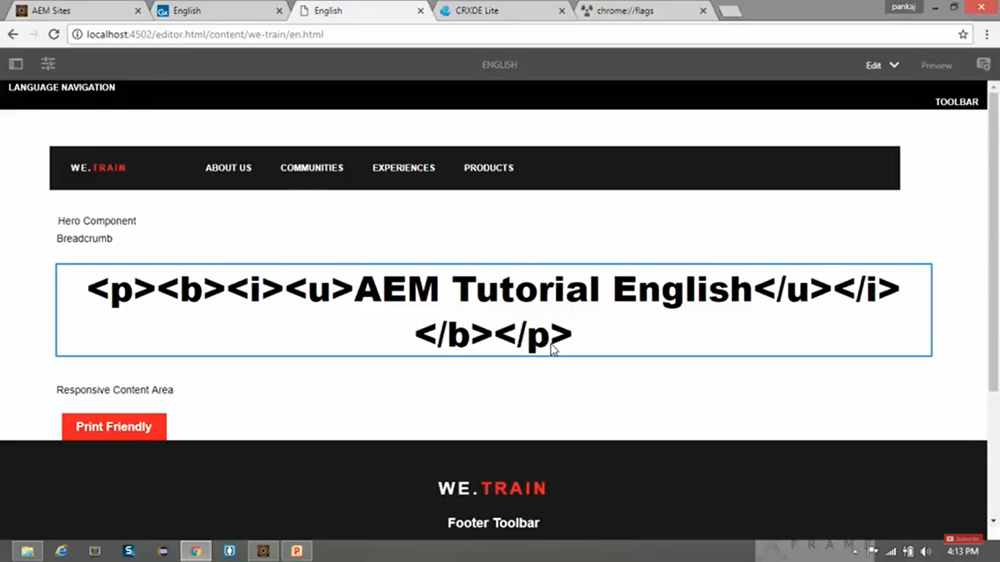 AEM Sites
English
English
CRXDE Lite
chrome://flags
pankaj
localhost:4502/editor.html/content/we-train/en.html
ENGLISH
Edit
Preview
LANGUAGE NAVIGATION
TOOLBAR
WE.TRAIN
ABOUT US
COMMUNITIES
EXPERIENCES
PRODUCTS
Hero Component
Breadcrumb
<p><b><i><u>AEM Tutorial English</u></i>
</b></p>
Responsive Content Area
Print Friendly
WE.TRAIN
Footer Toolbar
Subscribe
4:13 PM